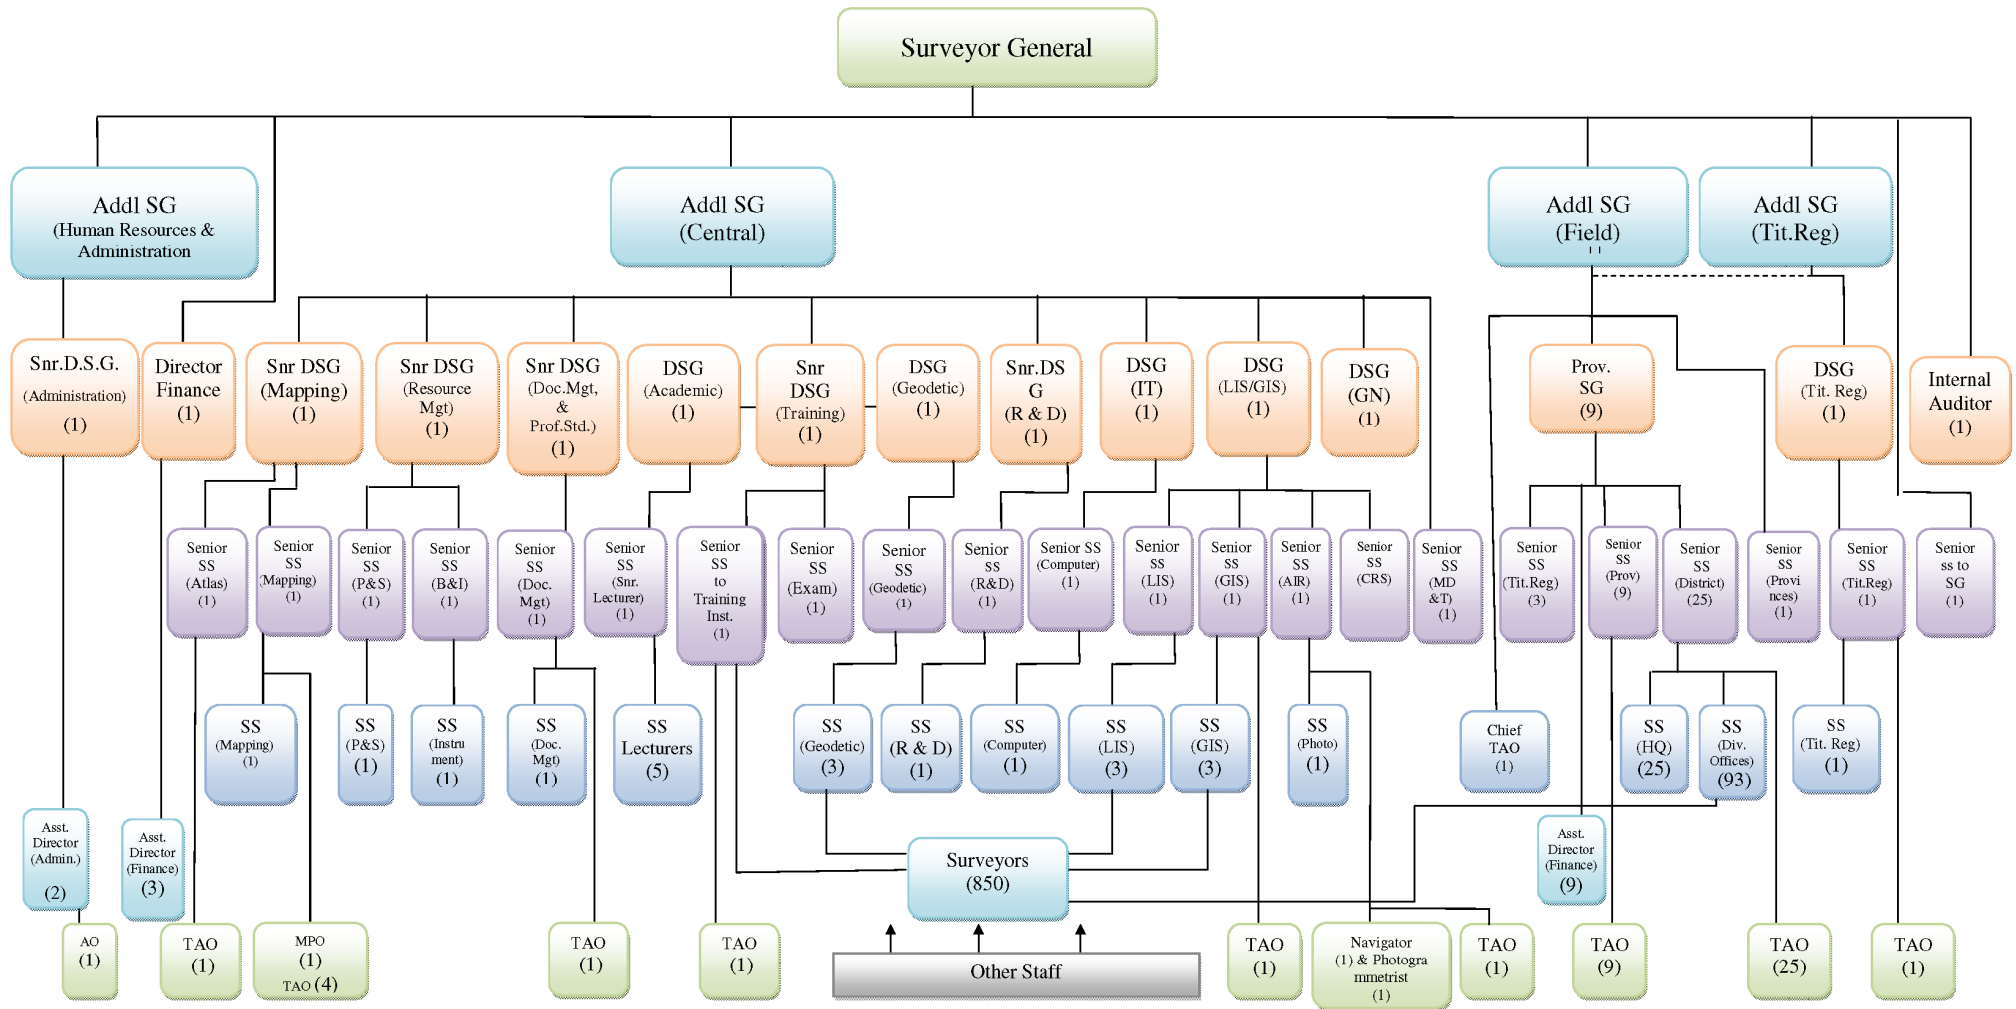 Surveyor General
Addl SG
(Human Resources &
Administration
Addl SG
(Central)
Addl SG
(Field)
Addl SG
(Tit.Reg)
Snr.D.S.G.
(Administration)
(1)
Director
Finance
(1)
Snr DSG
(Mapping)
(1)
Snr DSG
(Resource
Mgt)
(1)
Snr DSG
(Doc.Mgt,
&
Prof.Std.)
(1)
DSG
(Academic)
(1)
Snr
DSG
(Training)
(1)
DSG
(Geodetic)
(1)
Snr.DS
G
(R & D)
(1)
DSG
(IT)
(1)
DSG
(LIS/GIS)
(1)
DSG
(GN)
(1)
Prov.
SG
(9)
DSG
(Tit. Reg)
(1)
Internal
Auditor
(1)
Senior
SS
(Atlas)
(1)
Senior
SS
(Mapping)
(1)
Senior
SS
(P&S)
(1)
Senior
SS
(B&I)
(1)
Senior
SS
(Doc.
Mgt)
(1)
Senior
SS
(Snr.
Lecturer)
(1)
Senior
SS
to
Training
Inst.
(1)
Senior
SS
(Exam)
(1)
Senior
SS
(Geodetic)
(1)
Senior
SS
(R&D)
(1)
Senior SS
(Computer)
(1)
Senior
SS
(LIS)
(1)
Senior
SS
(GIS)
(1)
Senior
SS
(AIR)
(1)
Senior
SS
(CRS)
Senior
SS
(MD
&T)
(1)
Senior
SS
(Tit.Reg)
(3)
Senior
SS
(Prov)
(9)
Senior
SS
(District)
(25)
Senior
SS
(Provi
nces)
(1)
Senior
SS
(Tit.Reg)
(1)
Senior
ss to
SG
(1)
SS
(Mapping)
(1)
SS
(P&S)
(1)
SS
(Instru
ment)
(1)
SS
(Doc.
Mgt)
(1)
SS
Lecturers
(5)
SS
(Geodetic)
(3)
SS
(R & D)
(1)
SS
(Computer)
(1)
SS
(LIS)
(3)
SS
(GIS)
(3)
SS
(Photo)
(1)
Chief
TAO
(1)
SS
(HQ)
(25)
SS
(Div.
Offices)
(93)
SS
(Tit. Reg)
(1)
Asst.
Director
(Admin.)
(2)
Asst.
Director
(Finance)
(3)
Surveyors
(850)
Asst.
Director
(Finance)
(9)
AO
(1)
TAO
(1)
MPO
(1)
TAO (4)
TAO
(1)
TAO
(1)
Other Staff
TAO
(1)
Navigator
(1) & Photogra
mmetrist
(1)
TAO
(1)
TAO
(9)
TAO
(25)
TAO
(1)